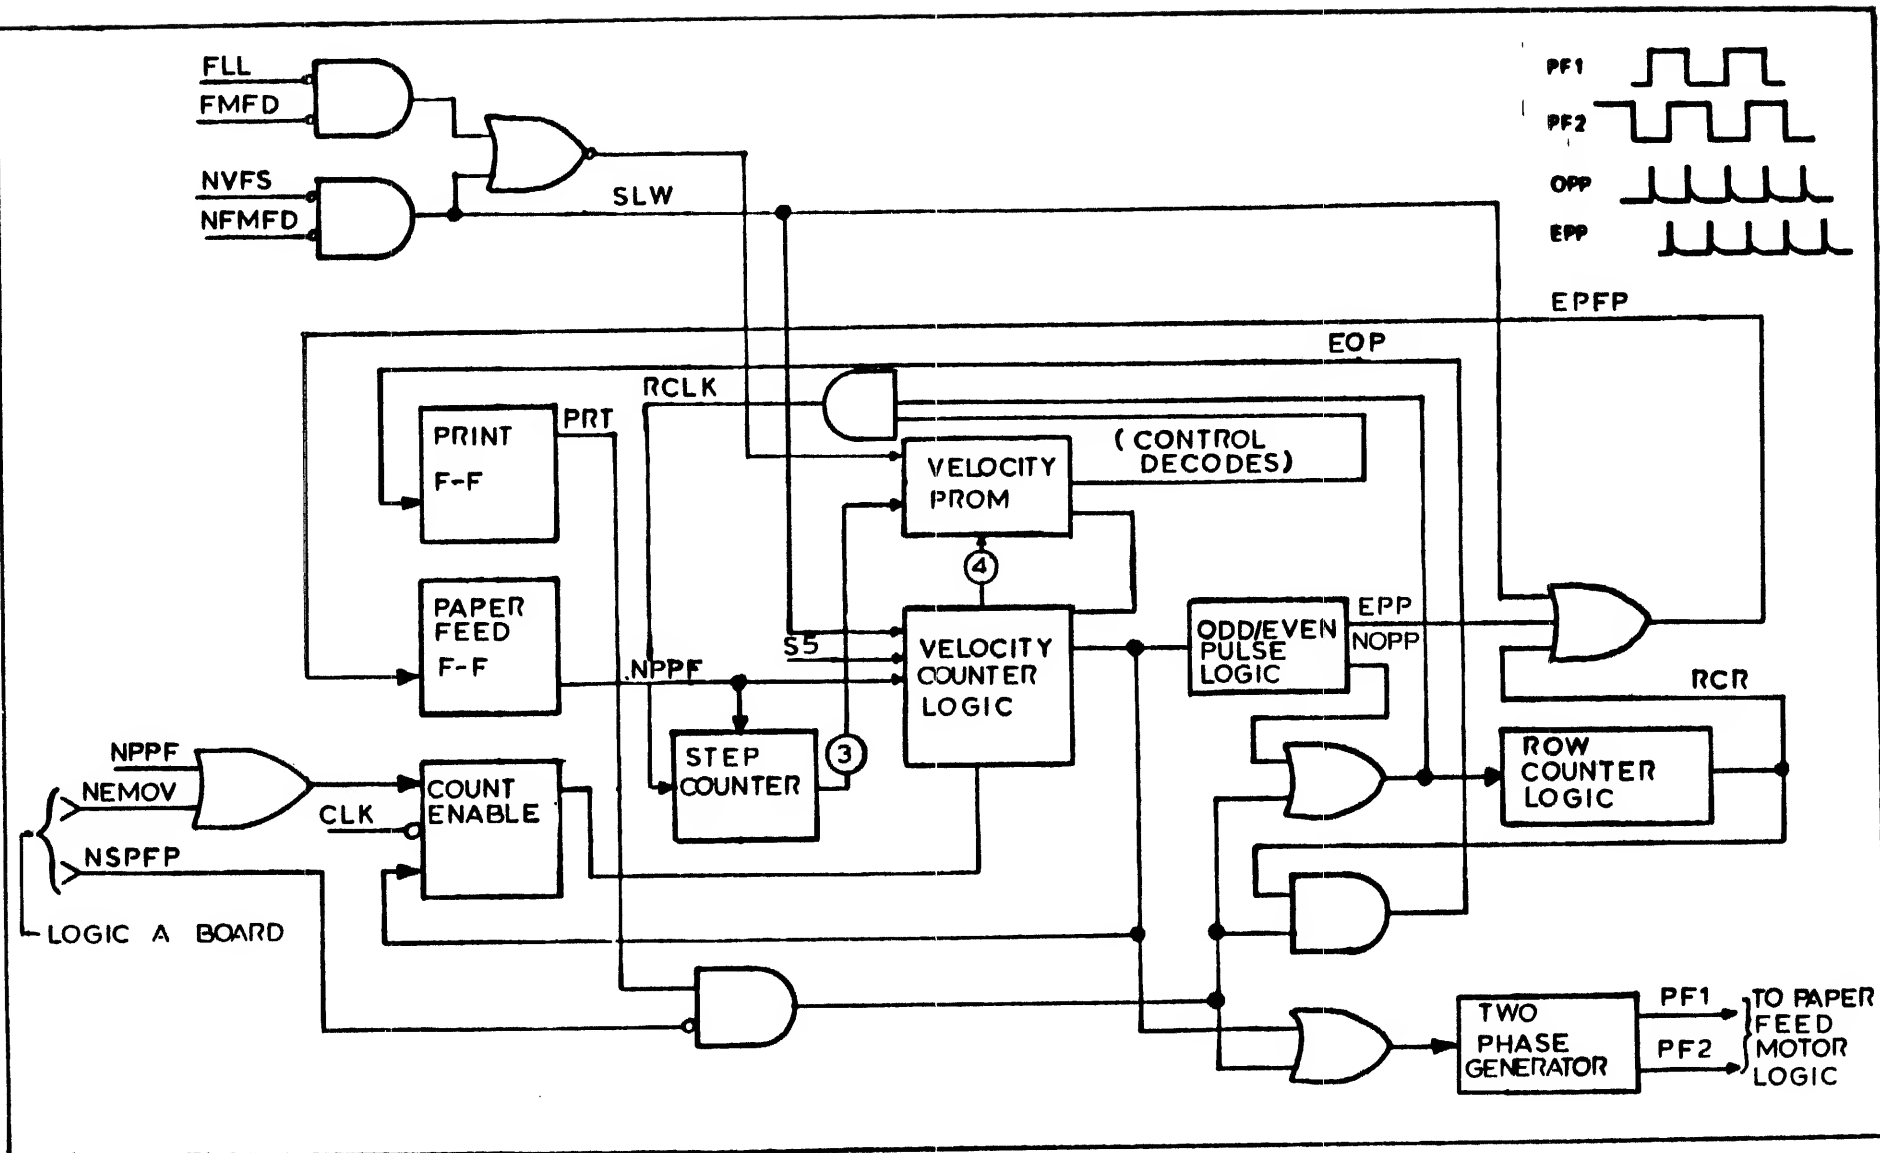 FLL
FMFD
NVFS
NFMFD
SLW
PF1
PF2
OPP
EPP
EPFP
EOP
RCLK
PRT
PRINT
F-F
(CONTROL
DECODES)
VELOCITY
PROM
4
PAPER
FEED
F-F
NPPF
S5
VELOCITY
COUNTER
LOGIC
ODD/EVEN
PULSE
LOGIC
EPP
NOPP
RCR
NPPF
NEMOV
CLK
NSPFP
LOGIC A BOARD
COUNT
ENABLE
STEP
COUNTER
3
ROW
COUNTER
LOGIC
TWO
PHASE
GENERATOR
PF1
PF2
TO PAPER
FEED
MOTOR
LOGIC